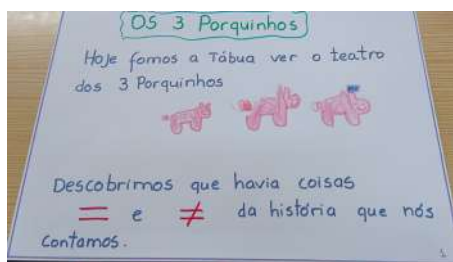 OS 3 Porquinhos
Hoje fomos a Tábua ver o teatro
dos 3 Porquinhos
Descobrimos que havia coisas
= e ≠ da história que nós
contamos.